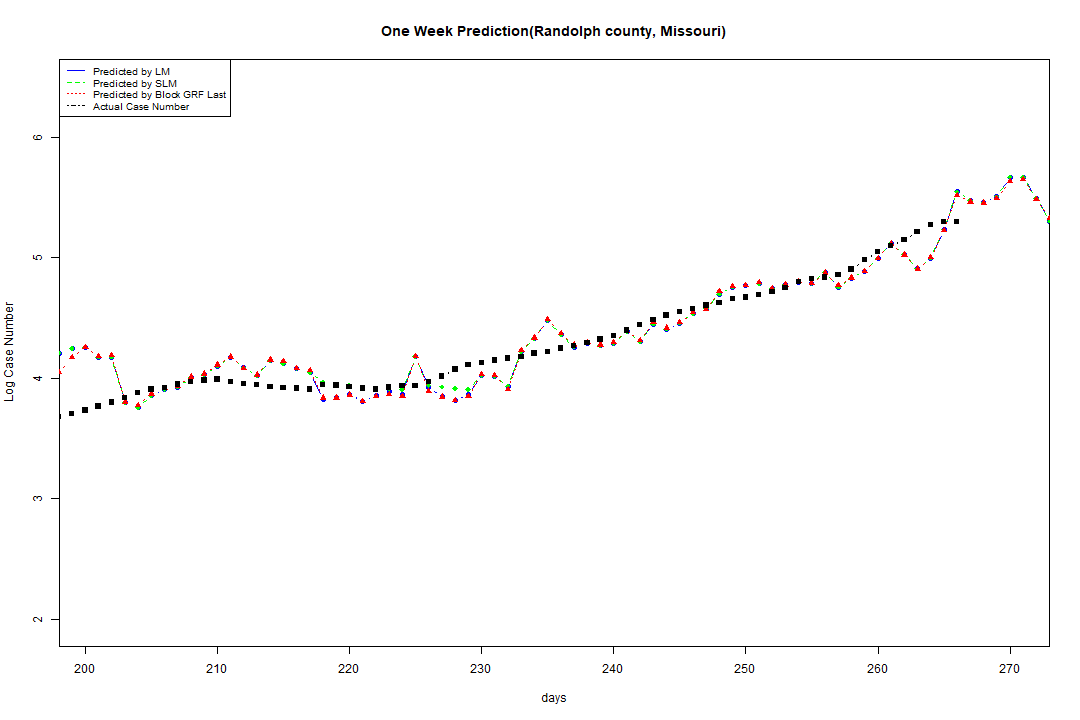 One Week Prediction(Randolph county, Missouri)
Predicted by LM
Predicted by SLM
Predicted by Block GRF Last
Actual Case Number
6
5
4
3
2
Log Case Number
200 210 220 230 240 250 260 270
days